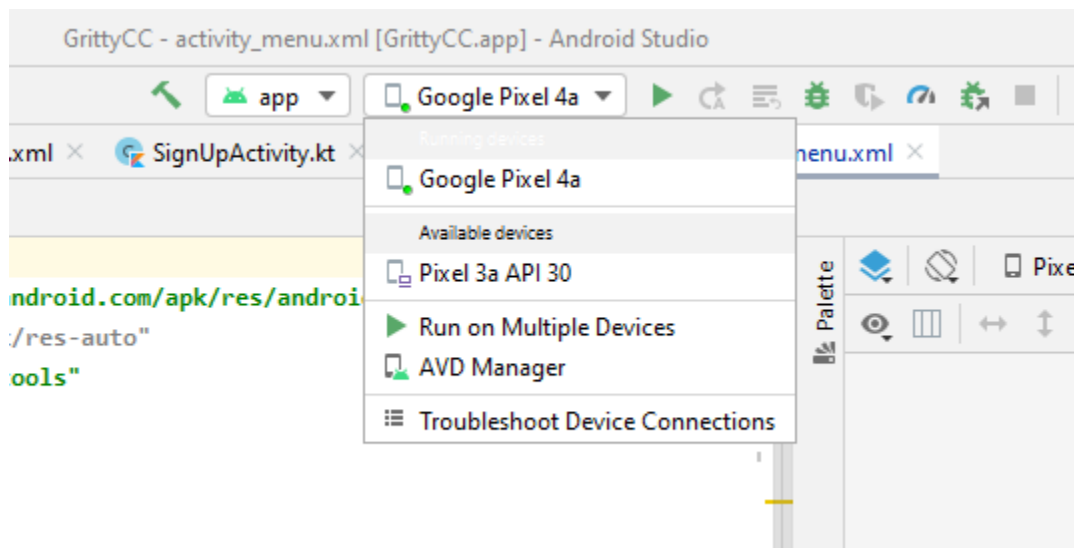 GrittyCC - activity_menu.xml [GrittyCC.app] - Android Studio
app Google Pixel 4a
.xml SignUpActivity.kt menu.xml
Running devices
Google Pixel 4a
Available devices
Pixel 3a API 30
Run on Multiple Devices
AVD Manager
Troubleshoot Device Connections
ndroid.com/apk/res/androi
/res-auto"
ools"
Palette
Pixe